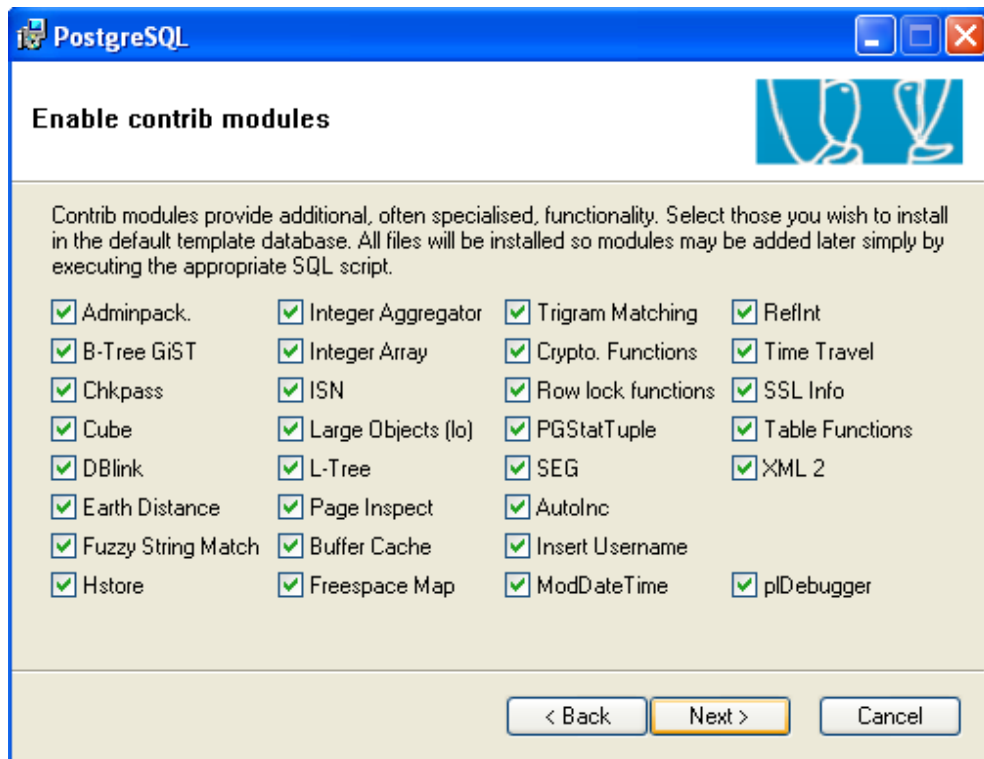 PostgreSQL
Enable contrib modules
Contrib modules provide additional, often specialised, functionality. Select those you wish to install
in the default template database. All files will be installed so modules may be added later simply by
executing the appropriate SQL script.
Adminpack. Integer Aggregator Trigram Matching RefInt
B-Tree GiST Integer Array Crypto. Functions Time Travel
Chkpass ISN Row lock functions SSL Info
Cube Large Objects (lo) PGStatTuple Table Functions
DBlink L-Tree SEG XML 2
Earth Distance Page Inspect AutoInc
Fuzzy String Match Buffer Cache Insert Username
Hstore Freespace Map ModDateTime plDebugger
< Back Next > Cancel